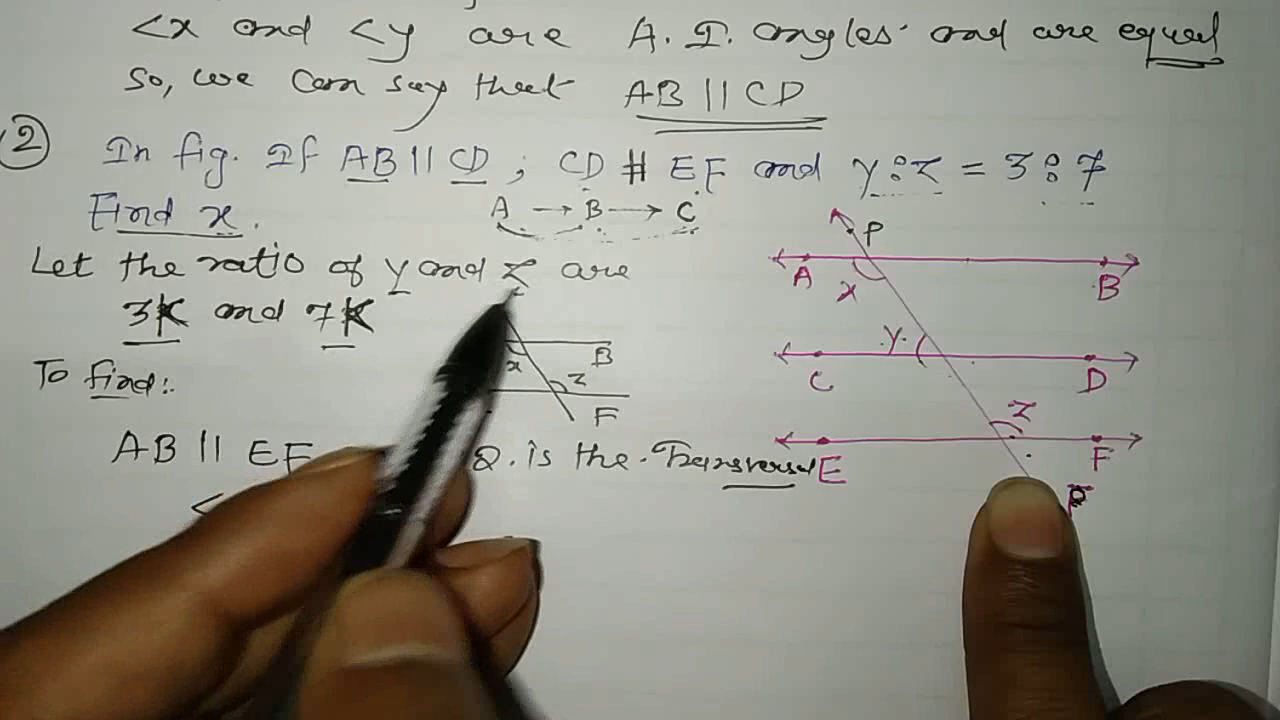 <x and <y are A.I. angles and are equal
So, we can say that AB || CD
2 In fig. If AB || CD ; CD # EF and y:z = 3:7
Find x.
A → B → C
Let the ratio of y and z are
3K and 7K
To find:.
AB || EF Q. is the Transversal
<
x
B
z
F
P
A
B
x
y
C
D
z
E
F